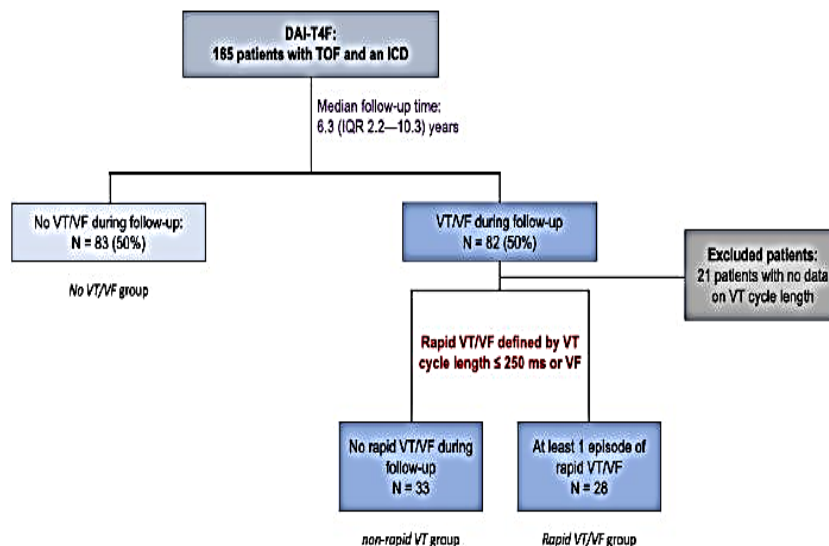 DAI-T4F:
165 patients with TOF and an ICD
Median follow-up time:
6.3 (IQR 2.2—10.3) years
No VT/VF during follow-up:
N = 83 (50%)
No VT/VF group
VT/VF during follow-up
N = 82 (50%)
Excluded patients:
21 patients with no data
on VT cycle length
Rapid VT/VF defined by VT
cycle length ≤ 250 ms or VF
No rapid VT/VF during
follow-up
N = 33
non-rapid VT group
At least 1 episode of
rapid VT/VF
N = 28
Rapid VT/VF group